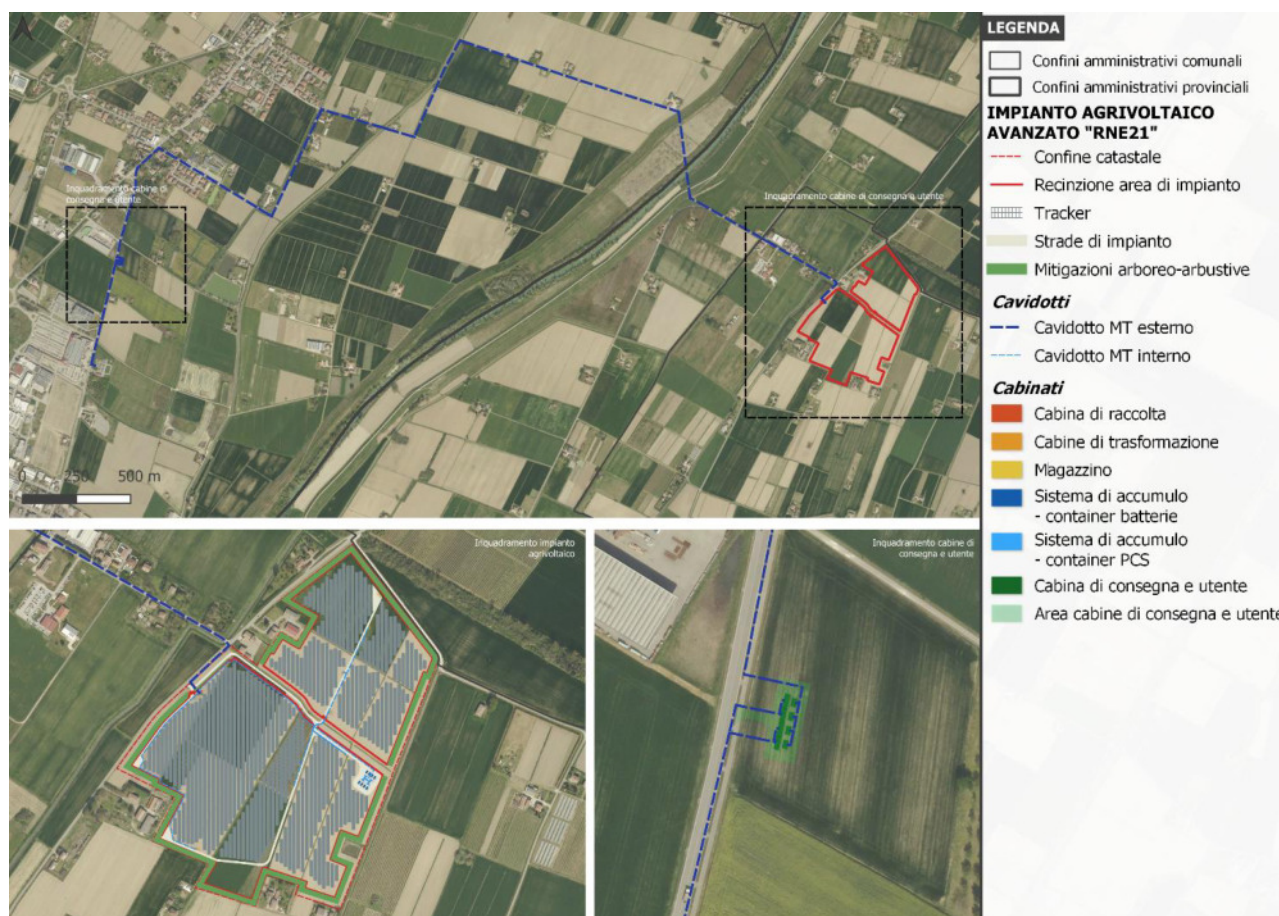 Inquadramento cabine di
consegna e utente
Inquadramento cabine di consegna e utente
0 250 500 m
Inquadramento impianto
agrivoltaico
Inquadramento cabine di
consegna e utente
LEGENDA
Confini amministrativi comunali
Confini amministrativi provinciali
IMPIANTO AGRIVOLTAICO
AVANZATO "RNE21"
Confine catastale
Recinzione area di impianto
Tracker
Strade di impianto
Mitigazioni arboreo-arbustive
Cavidotti
Cavidotto MT esterno
Cavidotto MT interno
Cabinati
Cabina di raccolta
Cabine di trasformazione
Magazzino
Sistema di accumulo
- container batterie
Sistema di accumulo
- container PCS
Cabina di consegna e utente
Area cabine di consegna e utente